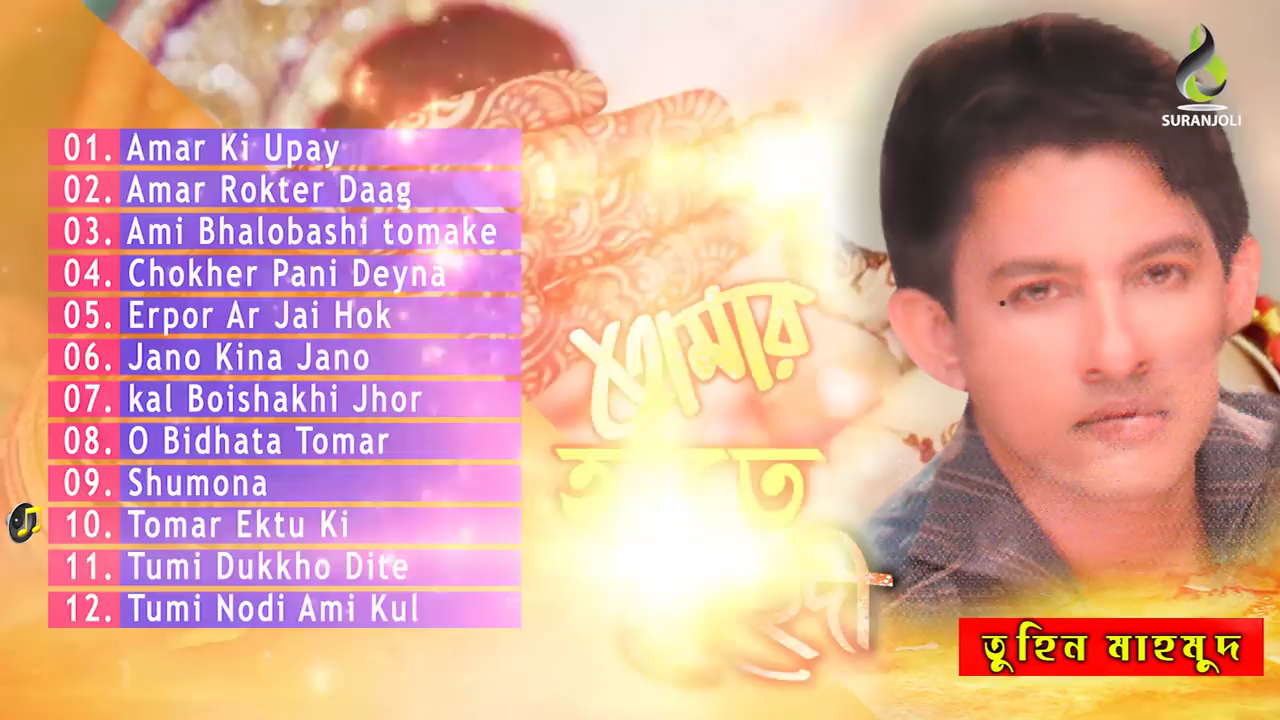 SURANJOLI
01. Amar Ki Upay
02. Amar Rokter Daag
03. Ami Bhalobashi tomake
04. Chokher Pani Deyna
05. Erpor Ar Jai Hok
06. Jano Kina Jano
07. kal Boishakhi Jhor
08. O Bidhata Tomar
09. Shumona
10. Tomar Ektu Ki
11. Tumi Dukkho Dite
12. Tumi Nodi Ami Kul
তোমার
তুহিন মাহমুদ